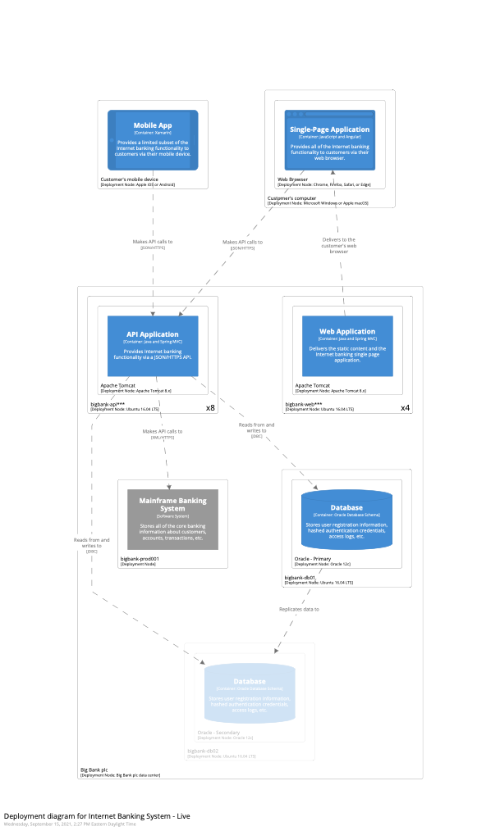 Mobile App
[Container: Xamarin]
Provides a limited subset of the
Internet banking functionality to
customers via their mobile device.
Customer's mobile device
[Deployment Node: Apple iOS or Android]
Single-Page Application
[Container: JavaScript and Angular]
Provides all of the Internet banking
functionality to customers via their
web browser.
Web Browser
[Deployment Node: Chrome, Firefox, Safari, or Edge]
Customer's computer
[Deployment Node: Microsoft Windows or Apple macOS]
Makes API calls to
[JSON/HTTPS]
Makes API calls to
[JSON/HTTPS]
Delivers to the
customer's web
browser
API Application
[Container: Java and Spring MVC]
Provides Internet banking
functionality via a JSON/HTTPS API.
Apache Tomcat
[Deployment Node: Apache Tomcat 8.x]
bigbank-api***
[Deployment Node: Ubuntu 16.04 LTS]
x8
Web Application
[Container: Java and Spring MVC]
Delivers the static content and the
Internet banking single page
application.
Apache Tomcat
[Deployment Node: Apache Tomcat 8.x]
bigbank-web***
[Deployment Node: Ubuntu 16.04 LTS]
x4
Makes API calls to
[XML/HTTPS]
Reads from and
writes to
[JDBC]
Mainframe Banking
System
[Software System]
Stores all of the core banking
information about customers,
accounts, transactions, etc.
bigbank-prod001
[Deployment Node]
Database
[Container: Oracle Database Schema]
Stores user registration information,
hashed authentication credentials,
access logs, etc.
Oracle - Primary
[Deployment Node: Oracle 12c]
bigbank-db01
[Deployment Node: Ubuntu 16.04 LTS]
Reads from and
writes to
[JDBC]
Replicates data to
Database
[Container: Oracle Database Schema]
Stores user registration information,
hashed authentication credentials,
access logs, etc.
Oracle - Secondary
[Deployment Node: Oracle 12c]
bigbank-db02
[Deployment Node: Ubuntu 16.04 LTS]
Big Bank plc
[Deployment Node: Big Bank plc data center]
Deployment diagram for Internet Banking System - Live
Wednesday, September 15, 2021, 2:27 PM Eastern Daylight Time